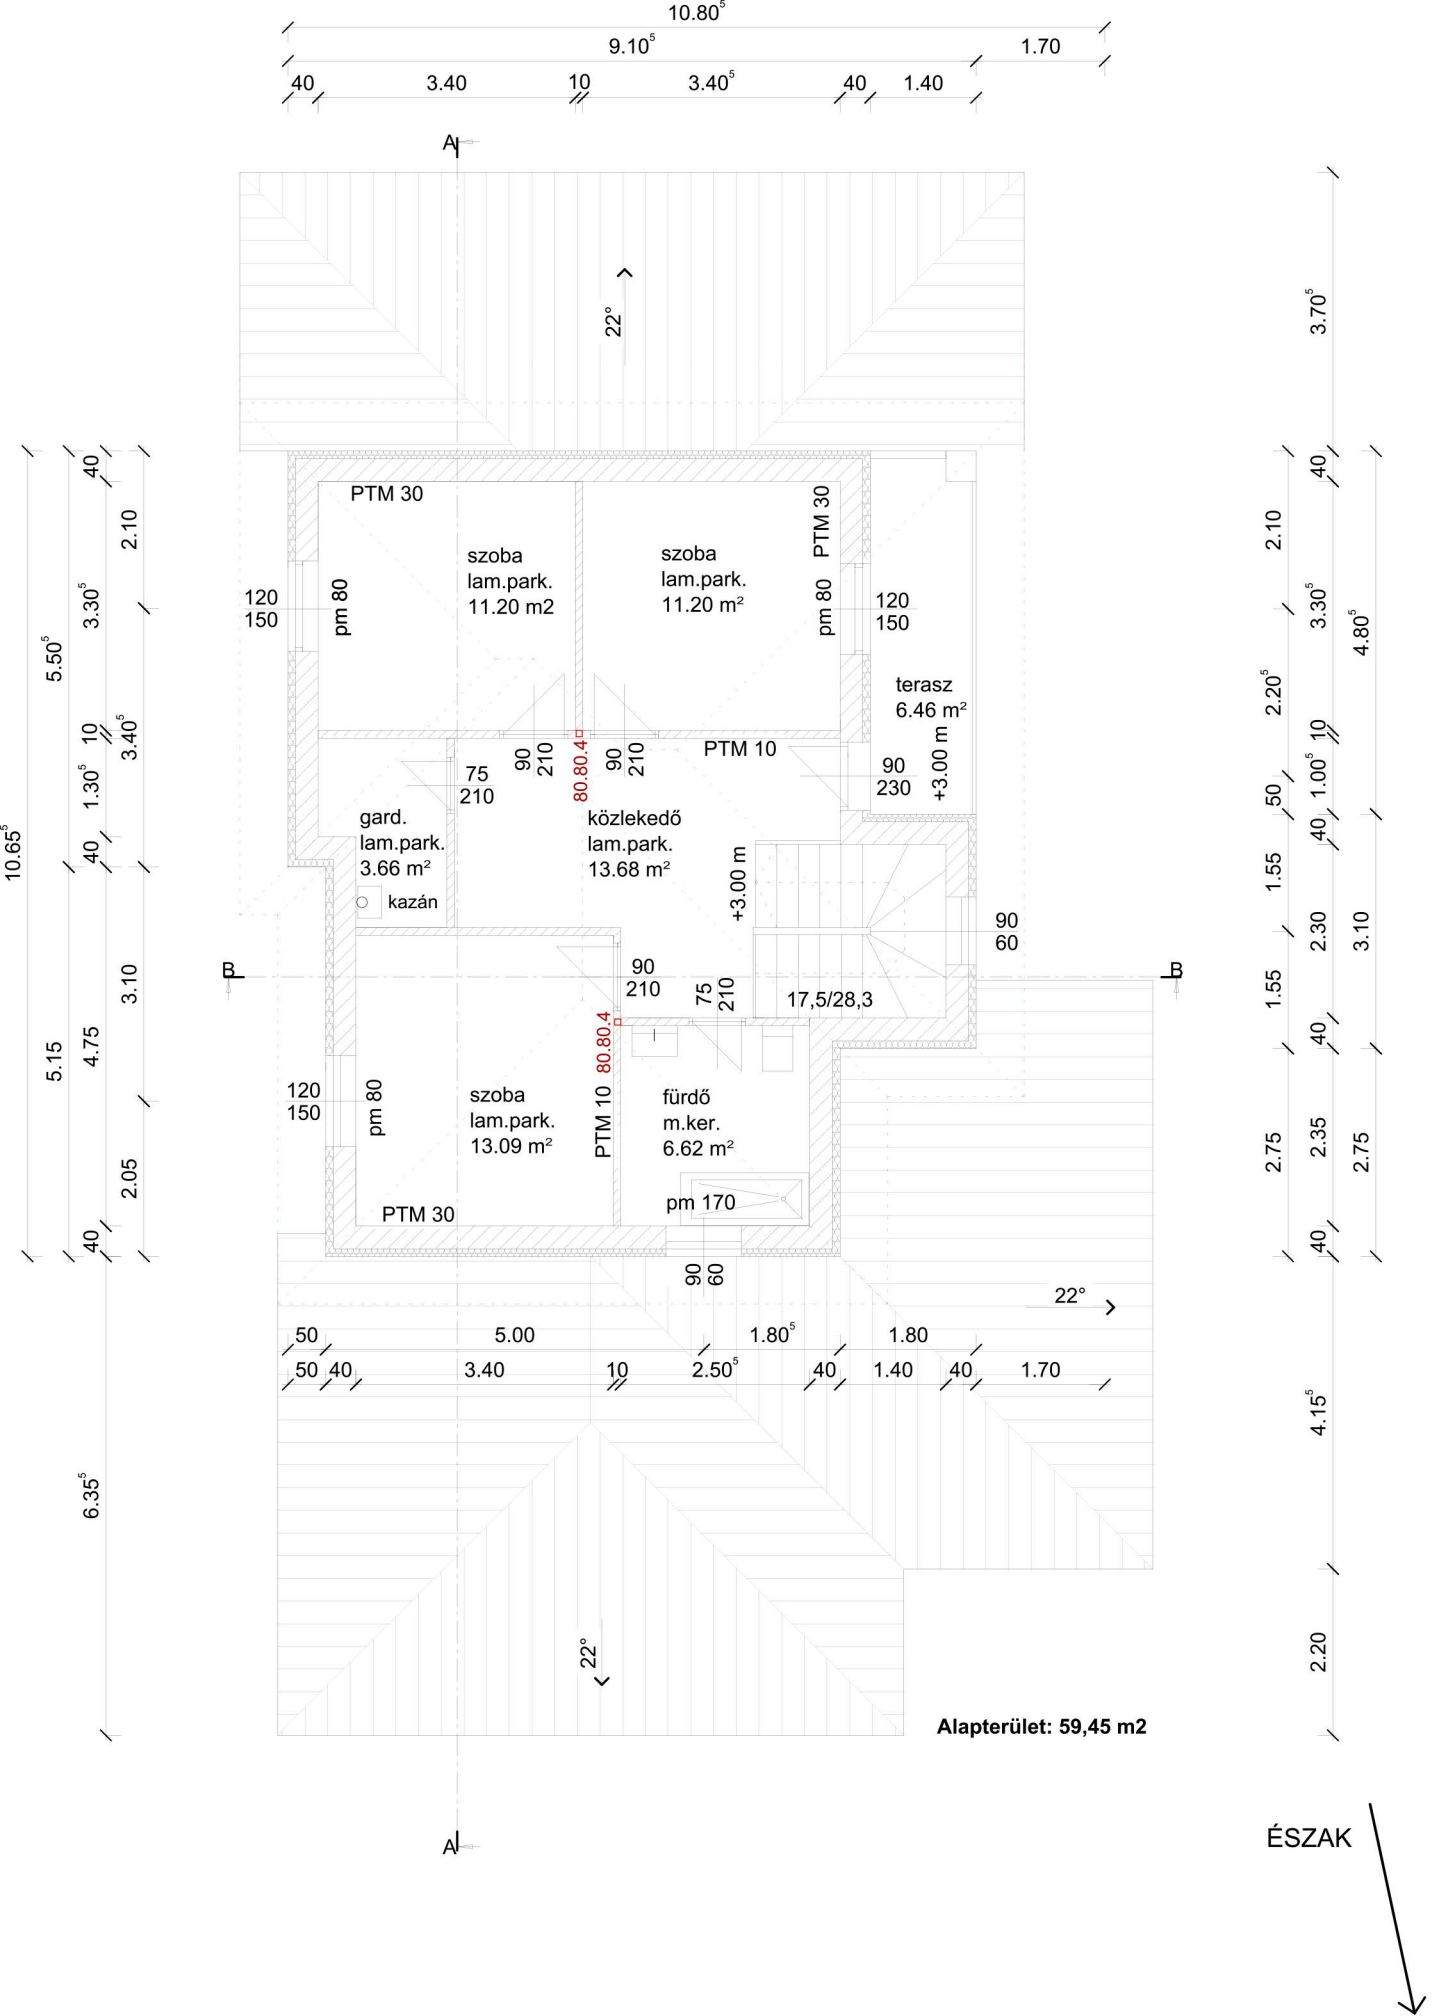 10.80⁵
9.10⁵
1.70
40
3.40
10
3.40⁵
40
1.40
A
22°
3.70⁵
40
2.10
3.30⁵
5.50⁵
10
3.40⁵
1.30⁵
40
10.65⁵
3.10
4.75
5.15
2.05
40
6.35⁵
PTM 30
PTM 30
szoba
lam.park.
11.20 m2
szoba
lam.park.
11.20 m²
120
150
pm 80
pm 80
120
150
terasz
6.46 m²
+3.00 m
90
210
80.80.4
90
210
PTM 10
75
210
90
230
gard.
lam.park.
3.66 m²
kazán
közlekedő
lam.park.
13.68 m²
+3.00 m
90
60
B
B
90
210
75
210
17,5/28,3
80.80.4
120
150
pm 80
szoba
lam.park.
13.09 m²
PTM 10
fürdő
m.ker.
6.62 m²
pm 170
PTM 30
90
60
40
2.10
3.30⁵
4.80⁵
2.20⁵
10
1.00⁵
50
40
1.55
2.30
3.10
1.55
40
2.75
2.35
2.75
40
22°
50
5.00
1.80⁵
1.80
50
40
3.40
10
2.50⁵
40
1.40
40
1.70
4.15⁵
22°
2.20
Alapterület: 59,45 m2
A
ÉSZAK